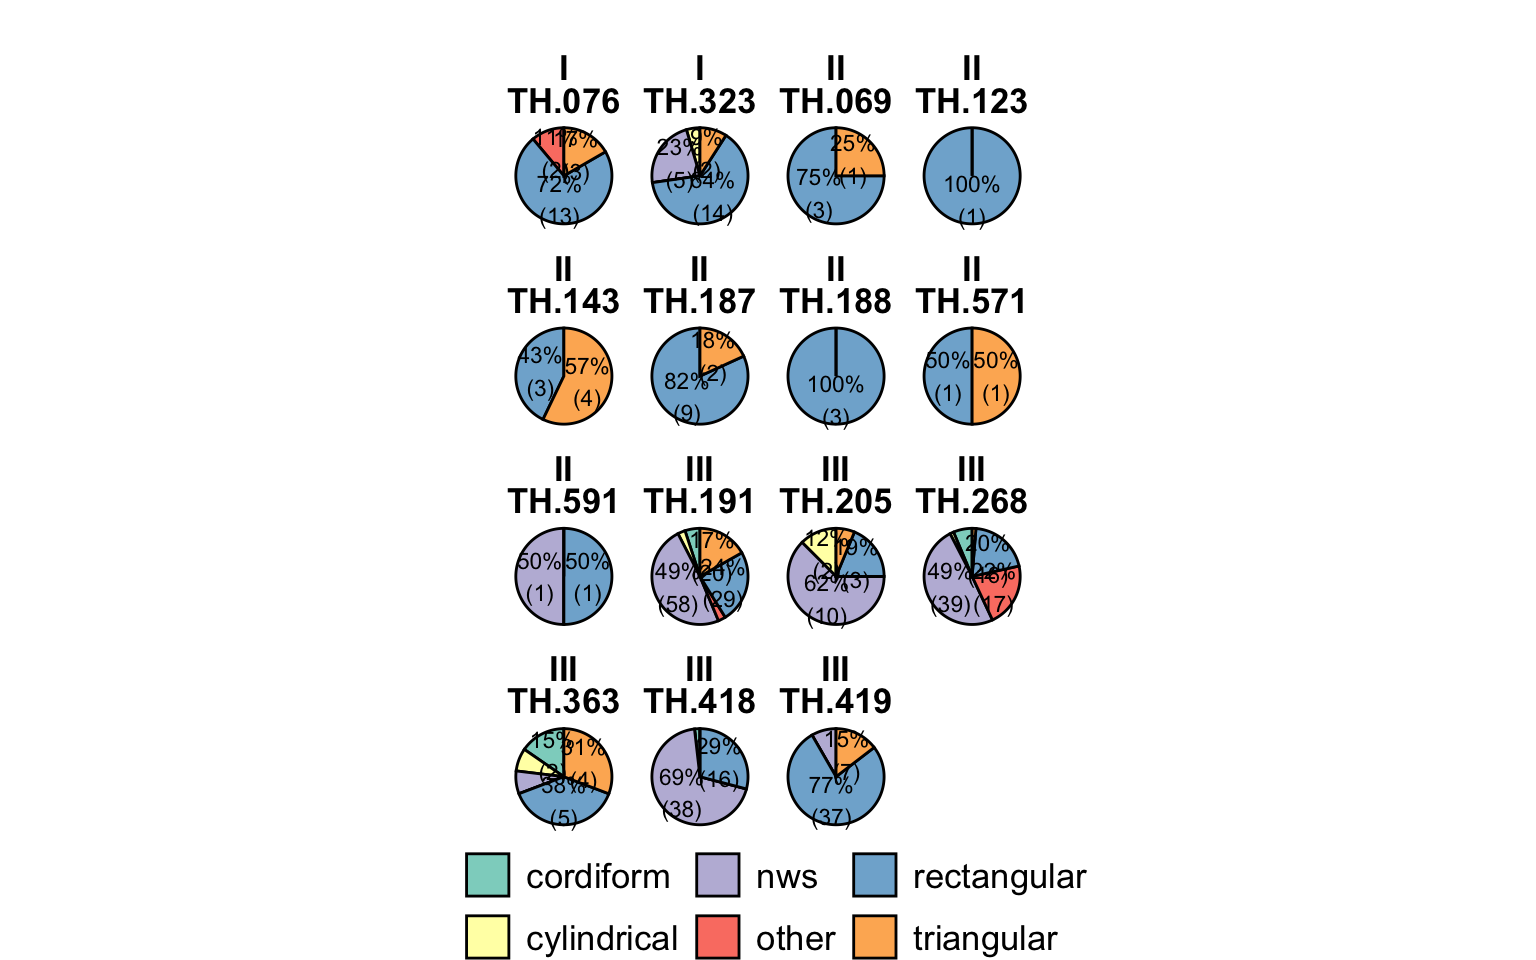 I I II II
TH.076 TH.323 TH.069 TH.123
11% 17% 23% 9% 25%
(2) (3) (5) (2) 64% 75% (1) 100%
72% (3) (1)
(13) (14)
II II II II
TH.143 TH.187 TH.188 TH.571
43% 57% 18% 50% 50%
(3) (4) 82% (2) 100% (1) (1)
(9) (3)
II III III III
TH.591 TH.191 TH.205 TH.268
50% 50% 17% 12% 19% 20%
(1) (1) 49% 24% (20) (2) (3) 49% 22%
(58) (29) 62% (39) (17)
(10)
III III III
TH.363 TH.418 TH.419
15% 31% 29% 15%
(2) (4) 69% (16) (7)
38% (38) 77%
(5) (37)
cordiform nws rectangular
cylindrical other triangular